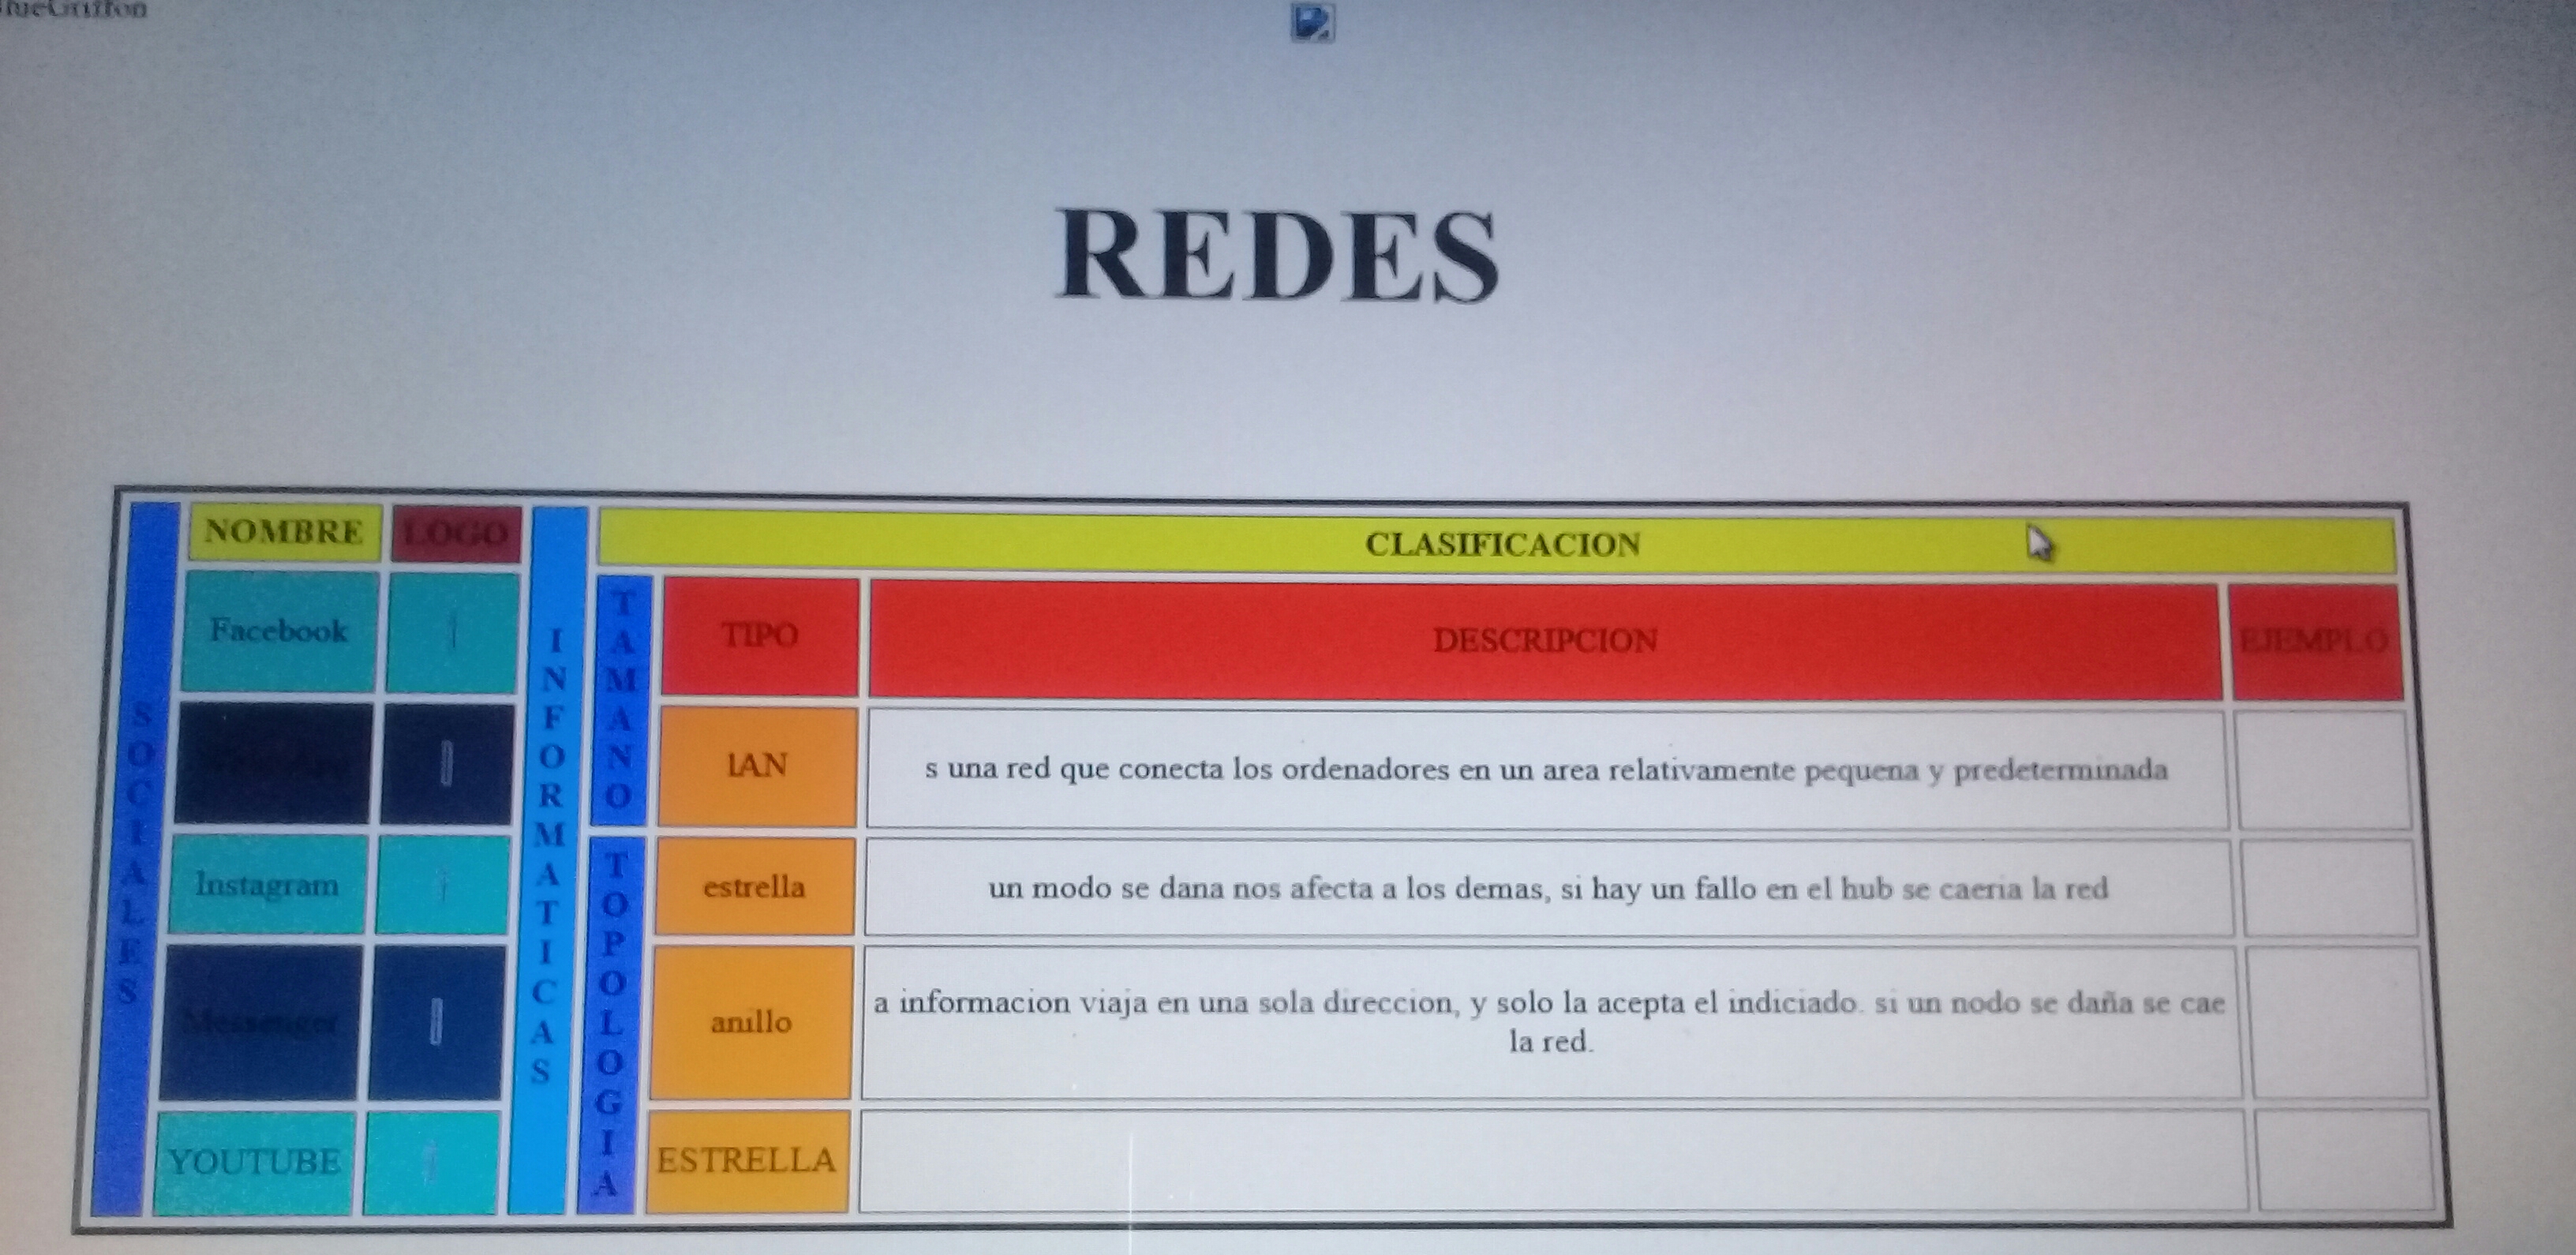 BlueGriffon
REDES
SOCIALES
NOMBRE
LOGO
INFORMATICAS
CLASIFICACION
Facebook
TAMANO
TIPO
DESCRIPCION
EJEMPLO
lAN
s una red que conecta los ordenadores en un area relativamente pequena y predeterminada
Instagram
TOPOLOGIA
estrella
un modo se dana nos afecta a los demas, si hay un fallo en el hub se caeria la red
Messenger
anillo
a informacion viaja en una sola direccion, y solo la acepta el indiciado. si un nodo se daña se cae
la red.
YOUTUBE
ESTRELLA